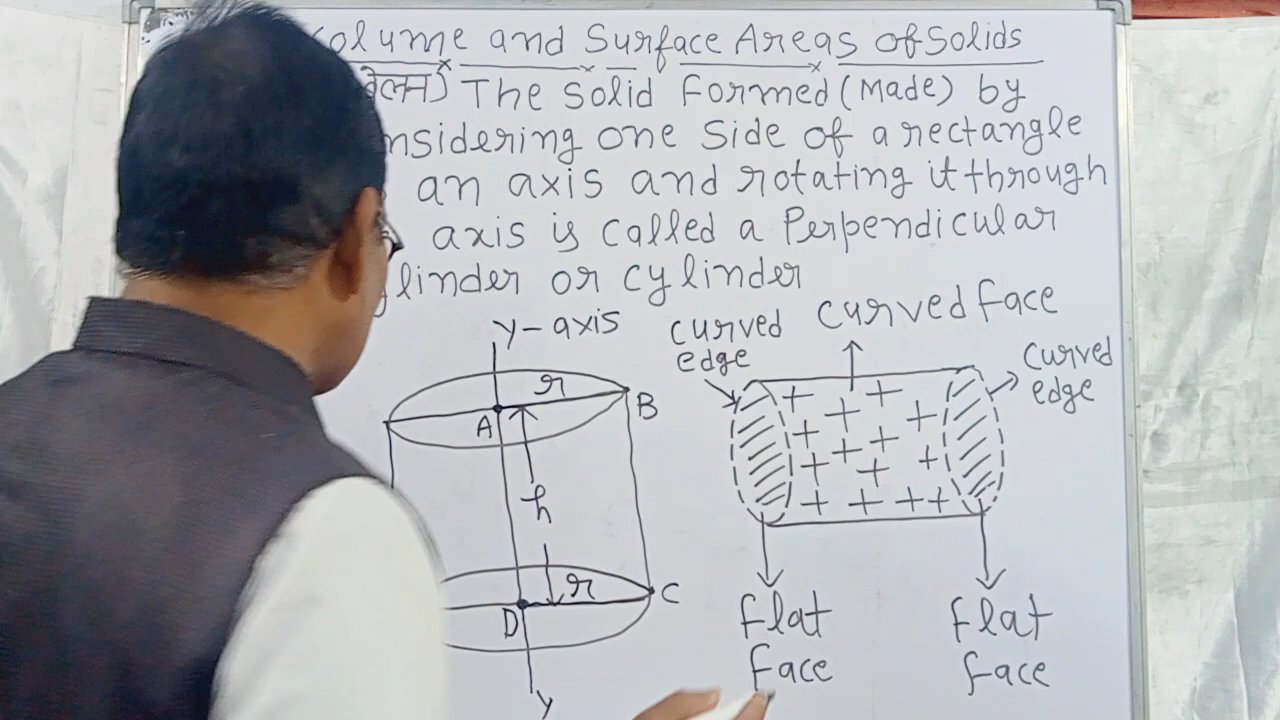 olume and Surface Areas of Solids
बेलन) The Solid Formed (Made) by
nsidering one Side of a rectangle
an axis and rotating it through
axis is called a Perpendicular
linder or cylinder
y-axis
curved edge
curved face
curved edge
r
A
B
h
r
D
C
y
Flat Face
Flat Face